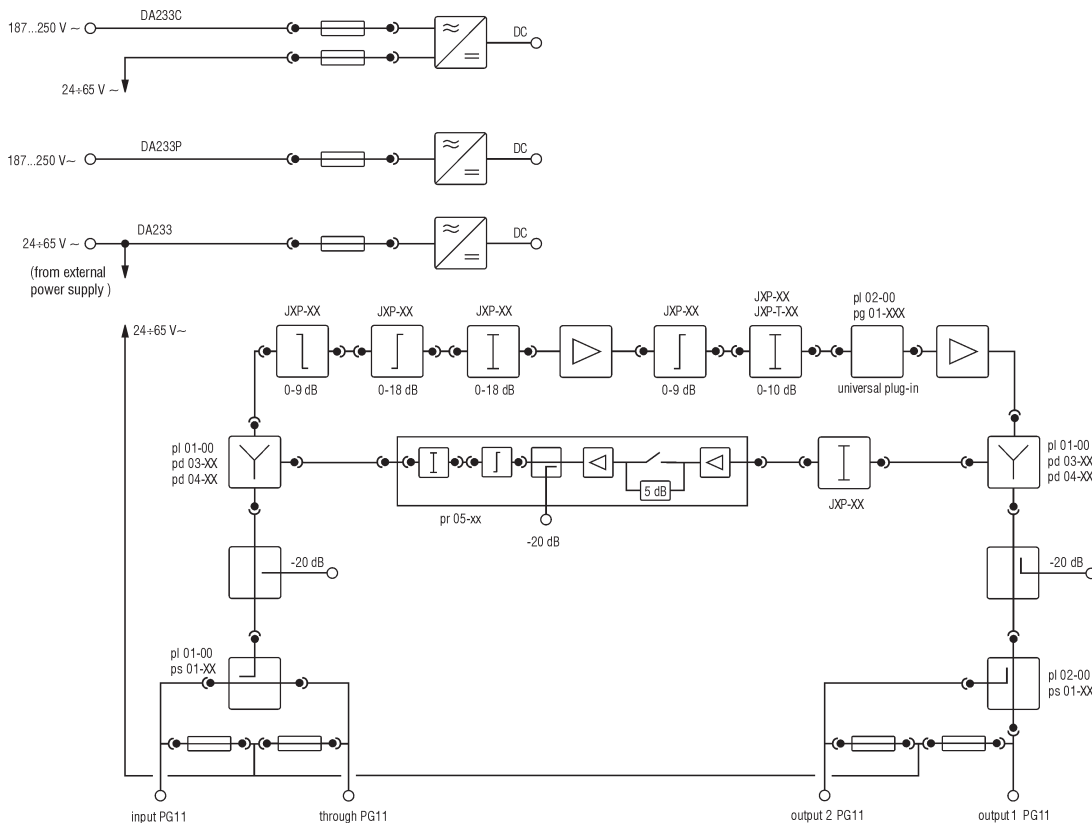 DA233C
187...250 V ~
DC
24÷65 V ~
DA233P
187...250 V~
DC
DA233
24÷65 V ~
DC
(from external
power supply )
24÷65 V~
JXP-XX
JXP-XX
JXP-XX
JXP-XX
JXP-XX
JXP-T-XX
pl 02-00
pg 01-XXX
0-9 dB
0-18 dB
0-18 dB
0-9 dB
0-10 dB
universal plug-in
pl 01-00
pd 03-XX
pd 04-XX
5 dB
pr 05-xx
-20 dB
JXP-XX
pl 01-00
pd 03-XX
pd 04-XX
-20 dB
-20 dB
pl 01-00
ps 01-XX
pl 02-00
ps 01-XX
input PG11
through PG11
output 2 PG11
output 1 PG11